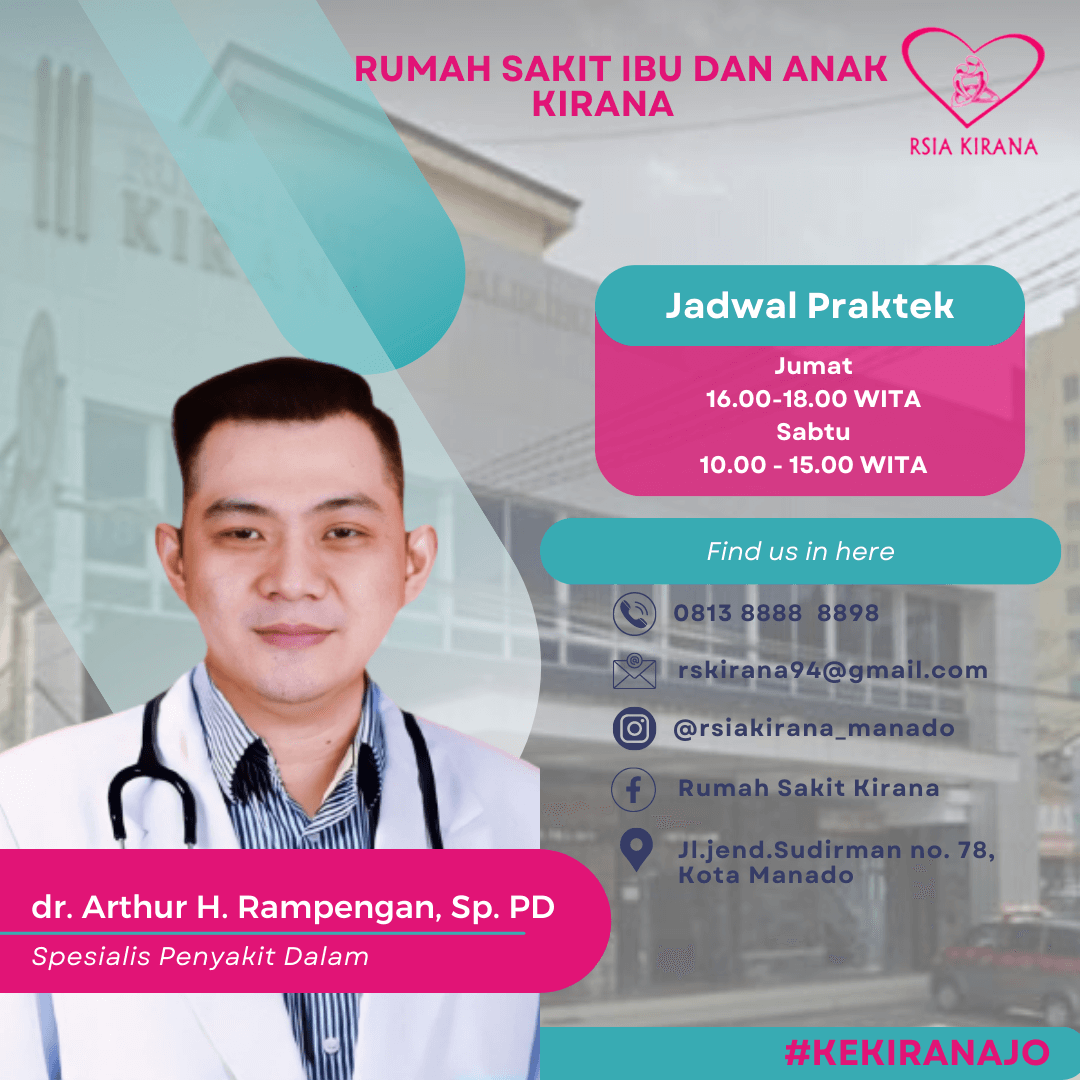 RUMAH SAKIT IBU DAN ANAK
KIRANA
RSIA KIRANA
KIRANA
Jadwal Praktek
Jumat
16.00-18.00 WITA
Sabtu
10.00 - 15.00 WITA
Find us in here
0813 8888 8898
rskirana94@gmail.com
@rsiakirana_manado
Rumah Sakit Kirana
Jl.jend.Sudirman no. 78,
Kota Manado
dr. Arthur H. Rampengan, Sp. PD
Spesialis Penyakit Dalam
#KEKIRANAJO